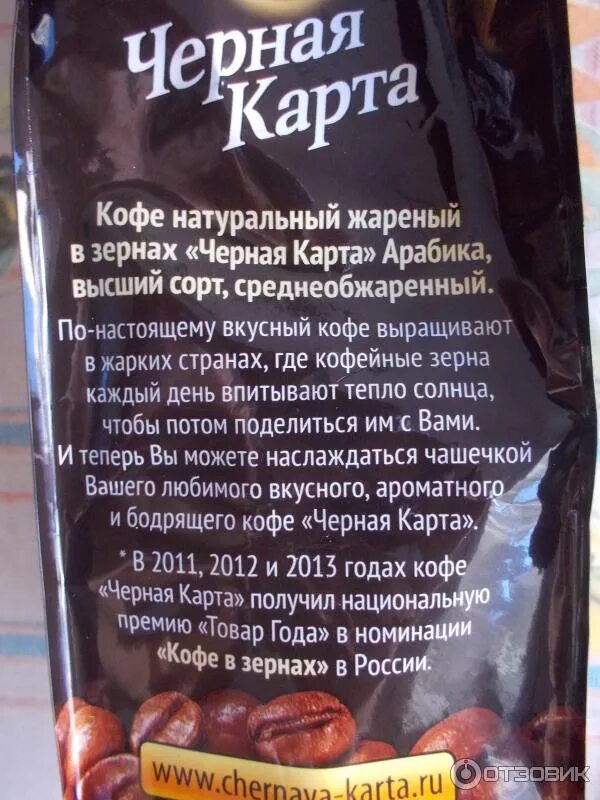 Черная
Карта
Кофе натуральный жареный
в зернах «Черная Карта» Арабика,
высший сорт, среднеобжаренный.
По-настоящему вкусный кофе выращивают
в жарких странах, где кофейные зерна
каждый день впитывают тепло солнца,
чтобы потом поделиться им с Вами.
И теперь Вы можете наслаждаться чашечкой
Вашего любимого вкусного, ароматного
и бодрящего кофе «Черная Карта».
* В 2011, 2012 и 2013 годах кофе
«Черная Карта» получил национальную
премию «Товар Года» в номинации
«Кофе в зернах» в России.
www.chernaya-karta.ru
ОТЗОВИК